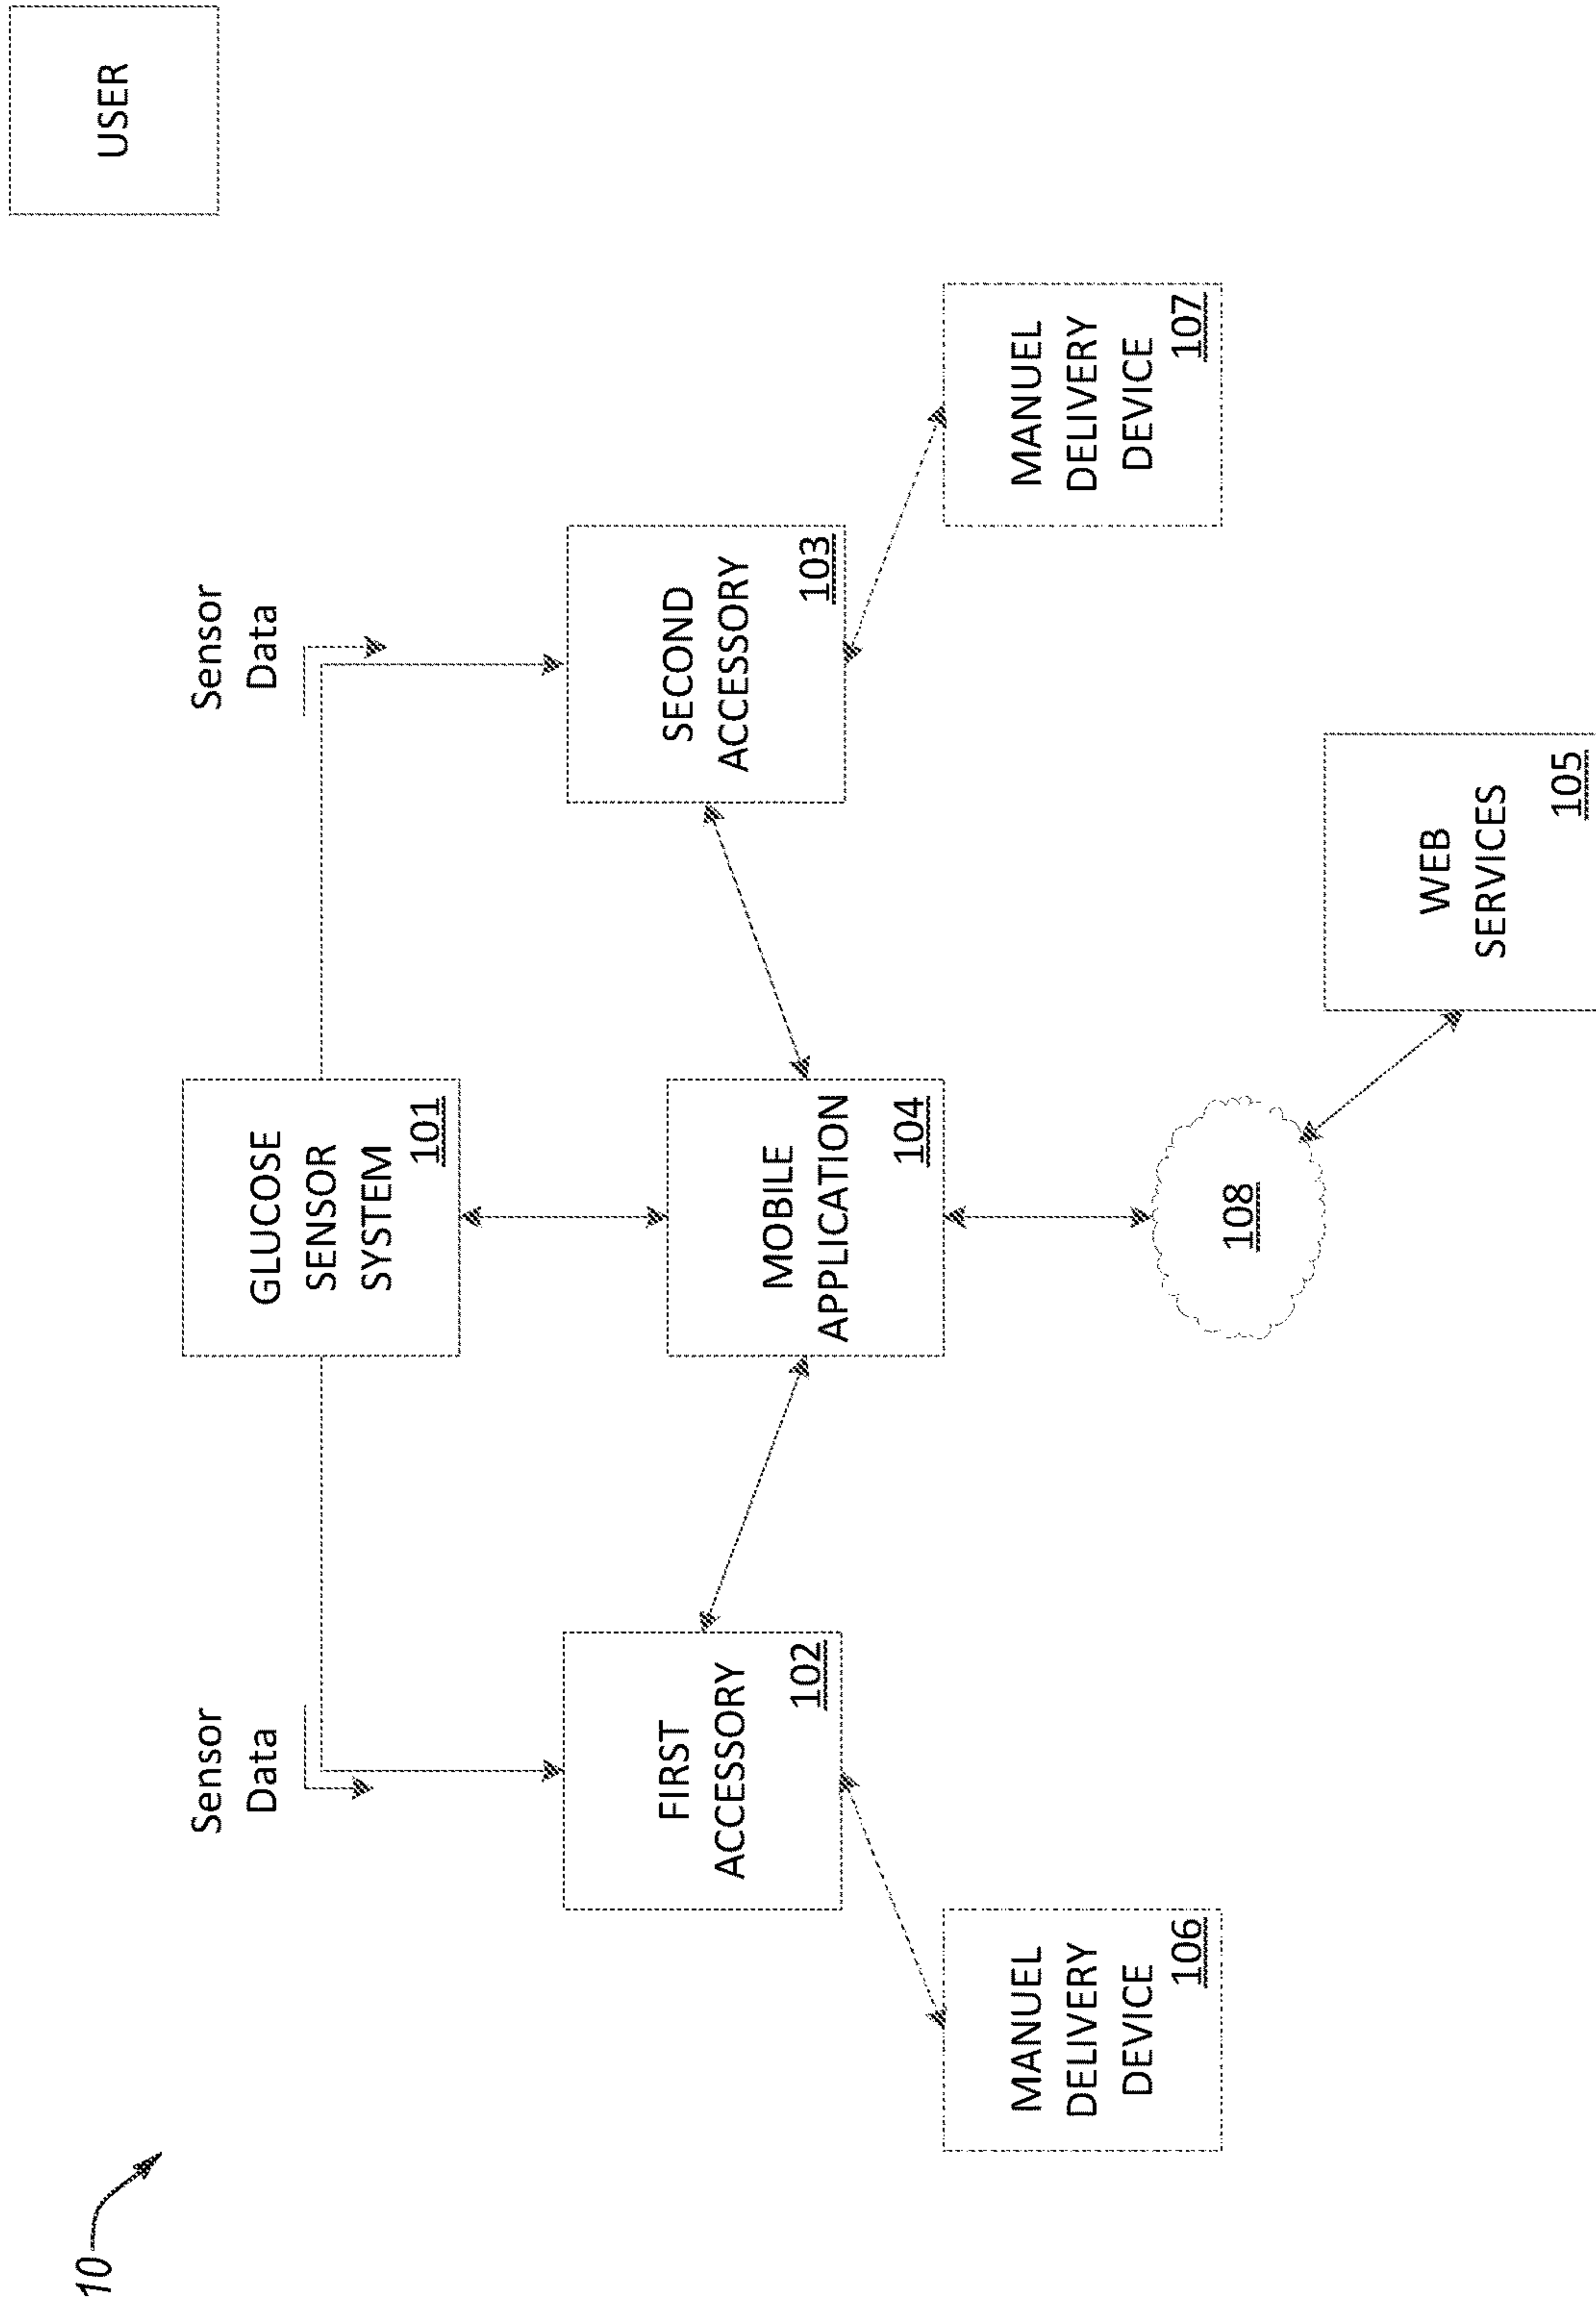 10
USER
Sensor
Data
Sensor
Data
GLUCOSE
SENSOR
SYSTEM
101
FIRST
ACCESSORY
102
MOBILE
APPLICATION
104
SECOND
ACCESSORY
103
MANUEL
DELIVERY
DEVICE
106
108
MANUEL
DELIVERY
DEVICE
107
WEB
SERVICES
105